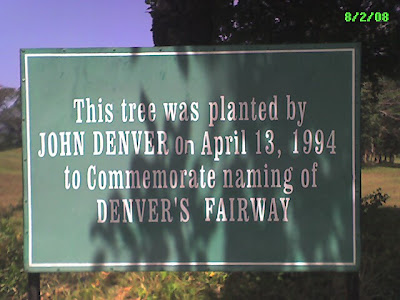 8/2/08
This tree was planted by
JOHN DENVER on April 13, 1994
to Commemorate naming of
DENVER'S FAIRWAY